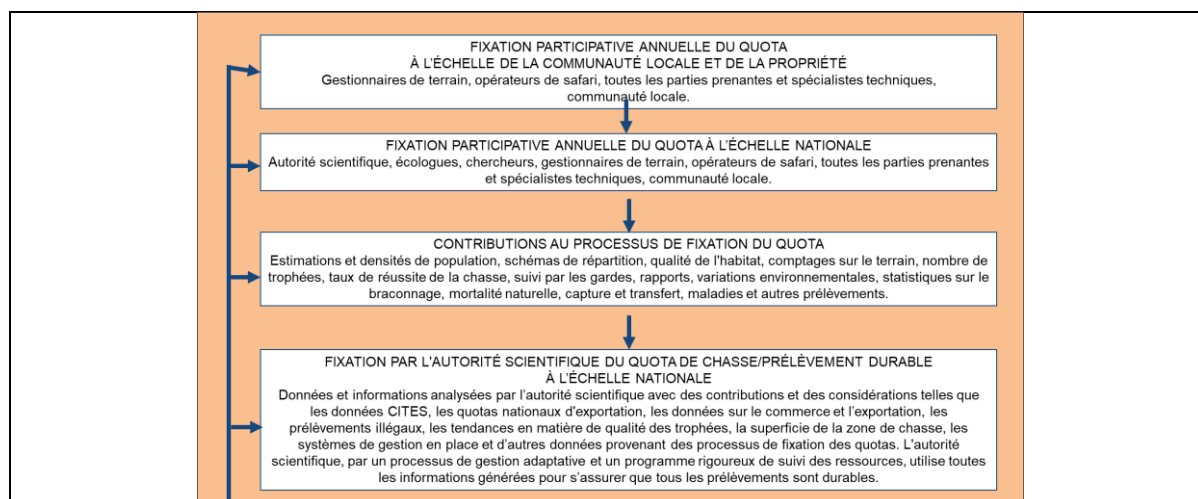 FIXATION PARTICIPATIVE ANNUELLE DU QUOTA
À L'ÉCHELLE DE LA COMMUNAUTÉ LOCALE ET DE LA PROPRIÉTÉ
Gestionnaires de terrain, opérateurs de safari, toutes les parties prenantes et spécialistes techniques,
communauté locale.
FIXATION PARTICIPATIVE ANNUELLE DU QUOTA À L'ÉCHELLE NATIONALE
Autorité scientifique, écologues, chercheurs, gestionnaires de terrain, opérateurs de safari, toutes les parties prenantes
et spécialistes techniques, communauté locale.
CONTRIBUTIONS AU PROCESSUS DE FIXATION DU QUOTA
Estimations et densités de population, schémas de répartition, qualité de l'habitat, comptages sur le terrain, nombre de
trophées, taux de réussite de la chasse, suivi par les gardes, rapports, variations environnementales, statistiques sur le
braconnage, mortalité naturelle, capture et transfert, maladies et autres prélèvements.
FIXATION PAR L'AUTORITÉ SCIENTIFIQUE DU QUOTA DE CHASSE/PRÉLÈVEMENT DURABLE
À L'ÉCHELLE NATIONALE
Données et informations analysées par l'autorité scientifique avec des contributions et des considérations telles que
les données CITES, les quotas nationaux d'exportation, les données sur le commerce et l'exportation, les
prélèvements illégaux, les tendances en matière de qualité des trophées, la superficie de la zone de chasse, les
systèmes de gestion en place et d'autres données provenant des processus de fixation des quotas. L'autorité
scientifique, par un processus de gestion adaptative et un programme rigoureux de suivi des ressources, utilise toutes
les informations générées pour s'assurer que tous les prélèvements sont durables.